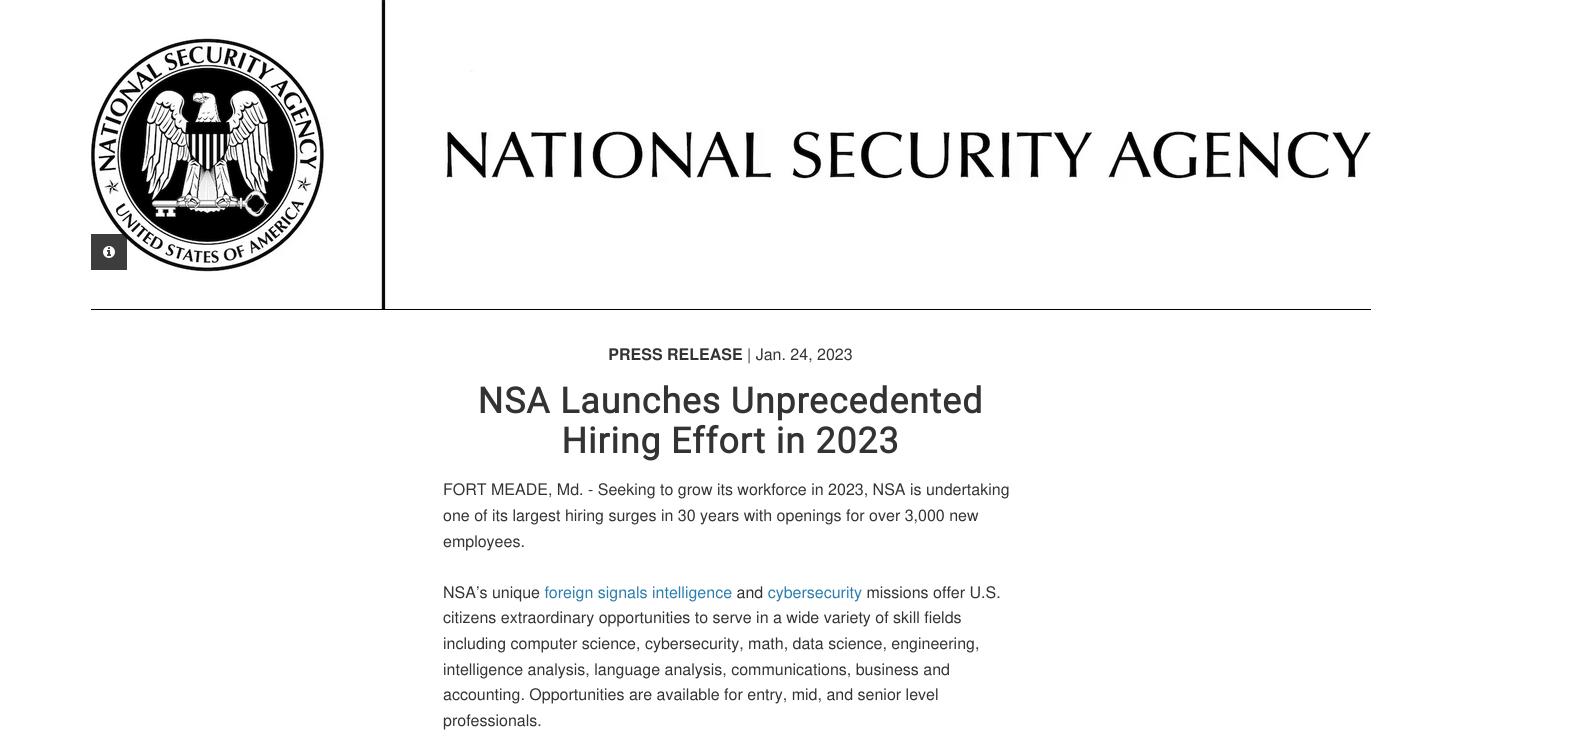 NATIONAL SECURITY AGENCY
UNITED STATES OF AMERICA
NATIONAL SECURITY AGENCY
PRESS RELEASE | Jan. 24, 2023
NSA Launches Unprecedented
Hiring Effort in 2023
FORT MEADE, Md. - Seeking to grow its workforce in 2023, NSA is undertaking
one of its largest hiring surges in 30 years with openings for over 3,000 new
employees.
NSA’s unique foreign signals intelligence and cybersecurity missions offer U.S.
citizens extraordinary opportunities to serve in a wide variety of skill fields
including computer science, cybersecurity, math, data science, engineering,
intelligence analysis, language analysis, communications, business and
accounting. Opportunities are available for entry, mid, and senior level
professionals.